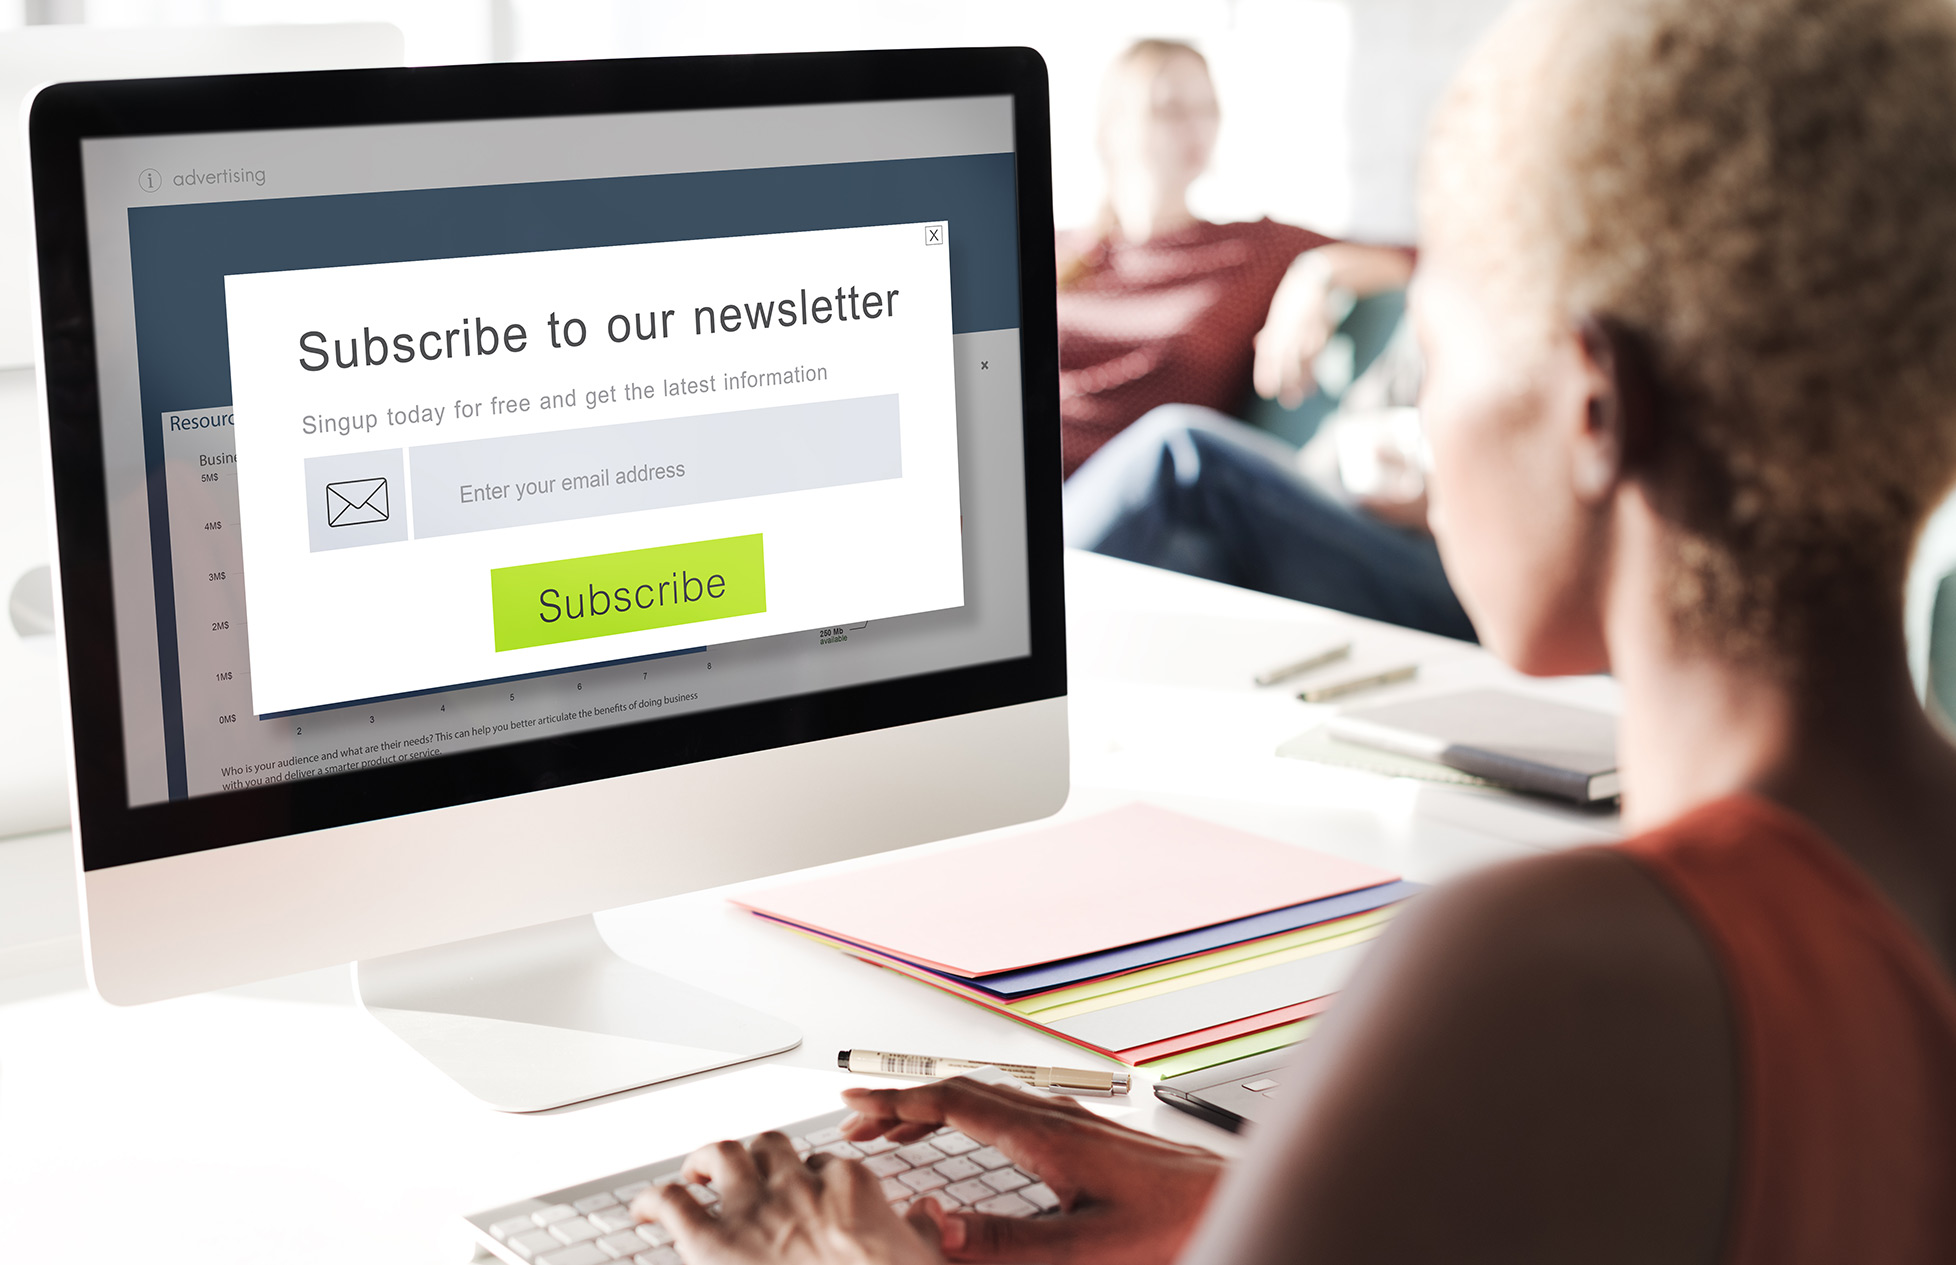 i advertising
X
Subscribe to our newsletter
Singup today for free and get the latest information
Enter your email address
Subscribe
x
Resourc
Busine
5M$
4M$
3M$
2M$
1M$
0M$
2 3 4 5 6 7 8
250 Mb
available
Who is your audience and what are their needs? This can help you better articulate the benefits of doing business
with you and deliver a smarter product or service.